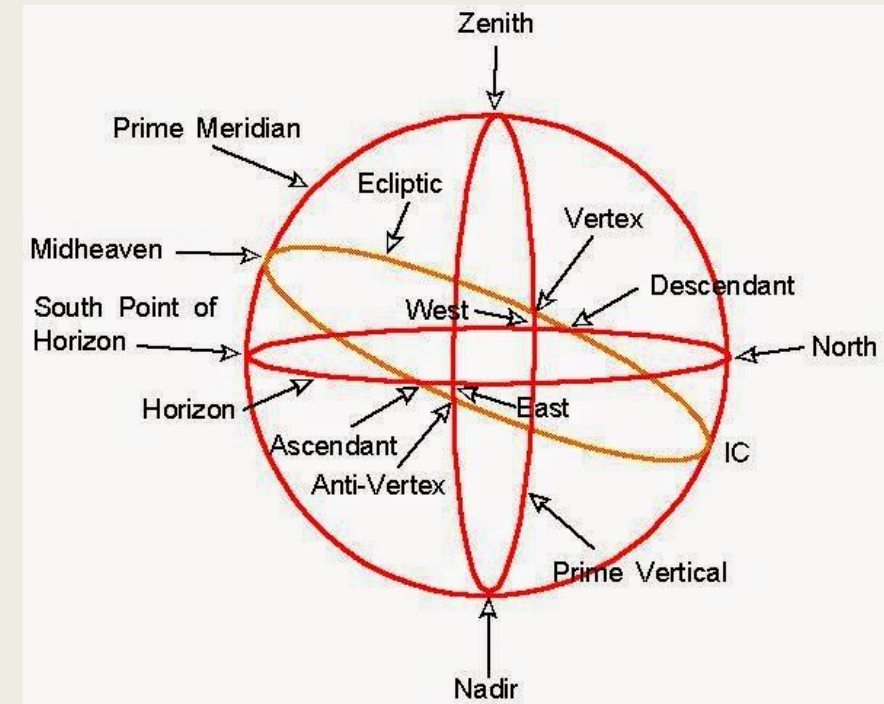 Zenith
Prime Meridian
Ecliptic
Vertex
Midheaven
Descendant
South Point of
Horizon
West
North
Horizon
East
Ascendant
IC
Anti-Vertex
Prime Vertical
Nadir